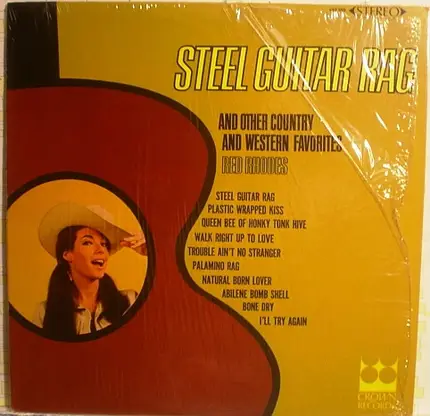 STEREO
STEEL GUITAR RAG
AND OTHER COUNTRY
AND WESTERN FAVORITES
RED RHODES
STEEL GUITAR RAG
PLASTIC WRAPPED KISS
QUEEN BEE OF HONKY TONK HIVE
WALK RIGHT UP TO LOVE
TROUBLE AIN'T NO STRANGER
PALAMINO RAG
NATURAL BORN LOVER
ABILENE BOMB SHELL
BONE DRY
I'LL TRY AGAIN
CROWN
RECORDS